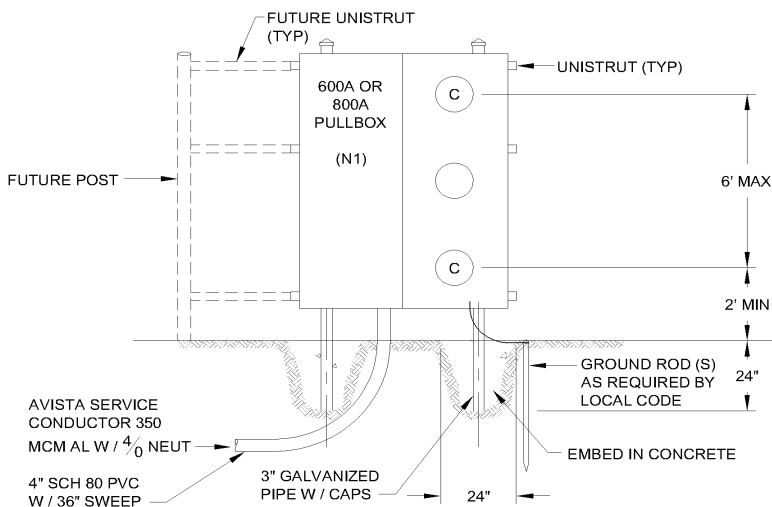 FUTURE UNISTRUT
(TYP)
UNISTRUT (TYP)
600A OR
800A
PULLBOX
(N1)
C
C
FUTURE POST
6' MAX
2' MIN
24"
GROUND ROD (S)
AS REQUIRED BY
LOCAL CODE
AVISTA SERVICE
CONDUCTOR 350
MCM AL W / 4/0 NEUT
EMBED IN CONCRETE
4" SCH 80 PVC
W / 36" SWEEP
3" GALVANIZED
PIPE W / CAPS
24"